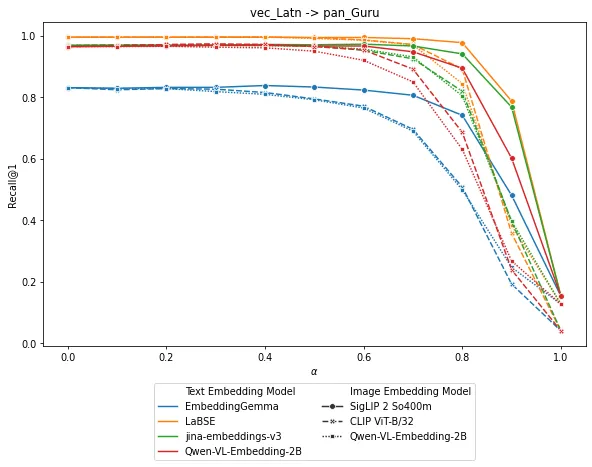 vec_Latn -> pan_Guru
Recall@1
1.0
0.8
0.6
0.4
0.2
0.0
0.0 0.2 0.4 0.6 0.8 1.0
α
Text Embedding Model
EmbeddingGemma
LaBSE
jina-embeddings-v3
Qwen-VL-Embedding-2B
Image Embedding Model
SigLIP 2 So400m
CLIP ViT-B/32
Qwen-VL-Embedding-2B